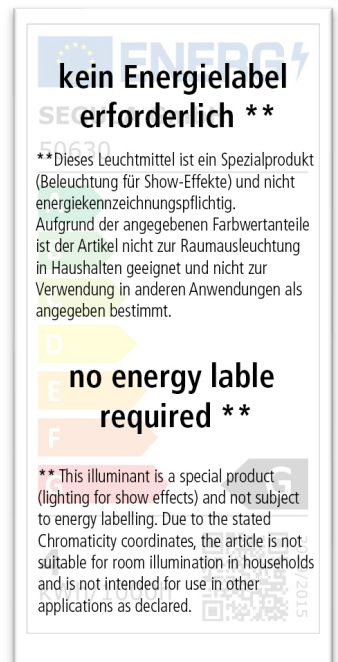 ENERG
kein Energielabel
erforderlich **
50630
**Dieses Leuchtmittel ist ein Spezialprodukt
(Beleuchtung für Show-Effekte) und nicht
energiekennzeichnungspflichtig.
Aufgrund der angegebenen Farbwertanteile
ist der Artikel nicht zur Raumausleuchtung
in Haushalten geeignet und nicht zur
Verwendung in anderen Anwendungen als
angegeben bestimmt.
D
no energy lable
E
required **
F
G
** This illuminant is a special product
(lighting for show effects) and not subject
to energy labelling. Due to the stated
Chromaticity coordinates, the article is not
suitable for room illumination in households
and is not intended for use in other
kWh/1000h
applications as declared.